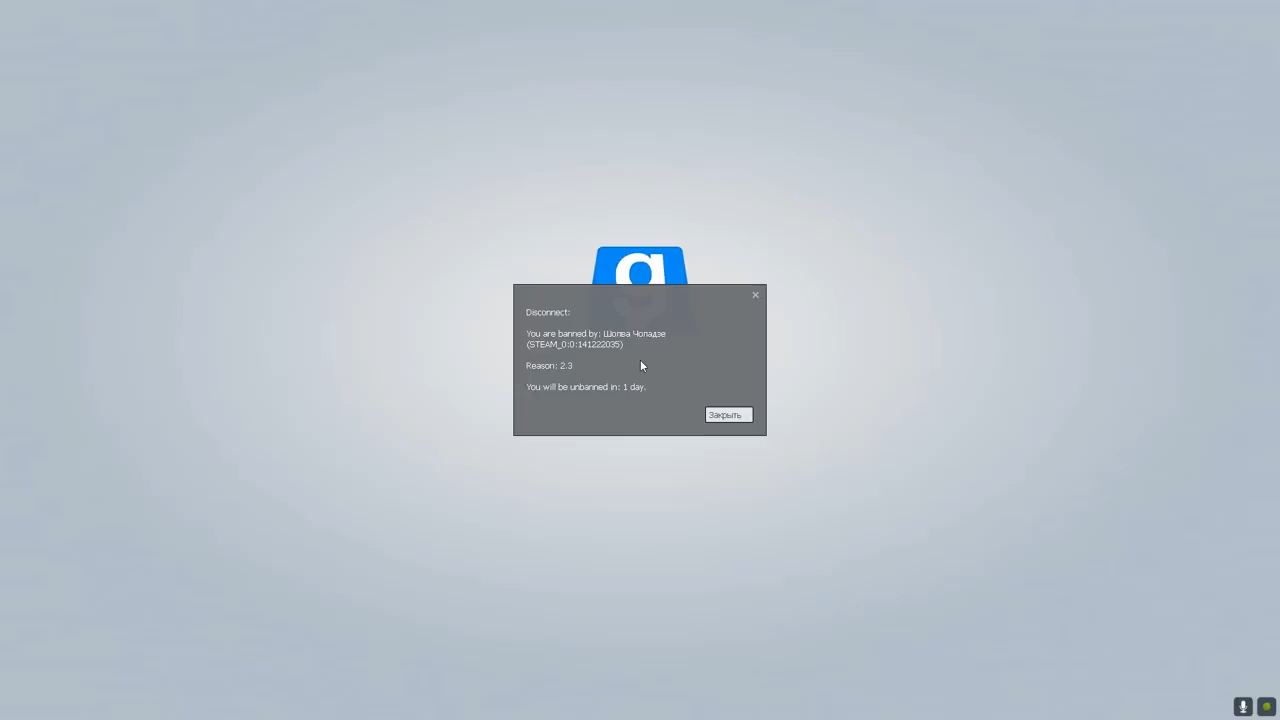 g
Disconnect:
You are banned by: Шолва Чопадзе
(STEAM_0:0:141222035)
Reason: 2.3
You will be unbanned in: 1 day.
Закрыть